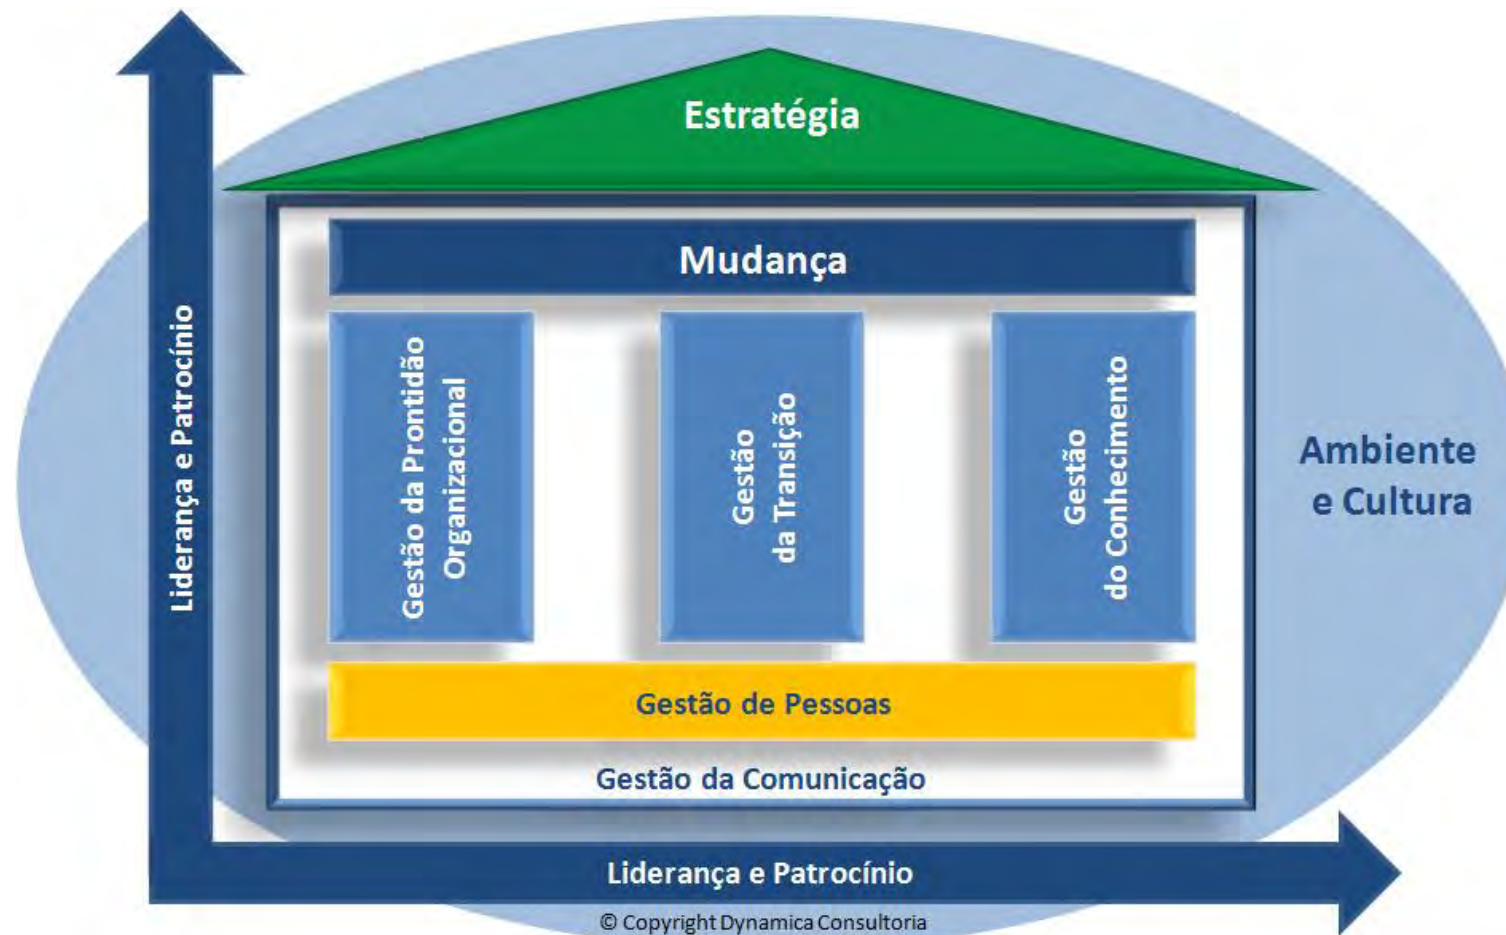 Estratégia
Mudança
Liderança e Patrocínio
Gestão da Prontidão
Organizacional
Gestão
da Transição
Gestão
do Conhecimento
Ambiente
e Cultura
Gestão de Pessoas
Gestão da Comunicação
Liderança e Patrocínio
© Copyright Dynamica Consultoria